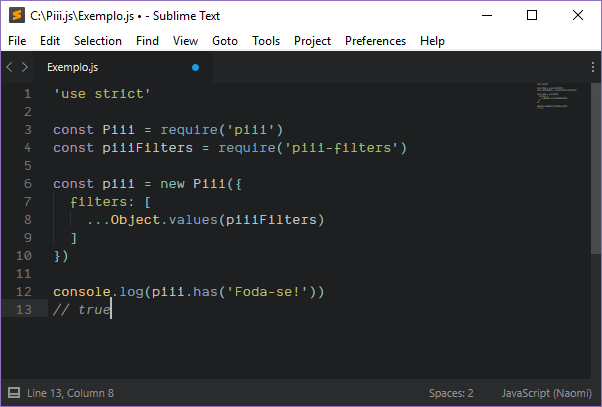 C:\Piii.js\Exemplo.js • - Sublime Text
File Edit Selection Find View Goto Tools Project Preferences Help
Exemplo.js
1 'use strict'
2
3 const Piii = require('piii')
4 const piiiFilters = require('piii-filters')
5
6 const piii = new Piii({
7   filters: [
8     ...Object.values(piiiFilters)
9   ]
10 })
11
12 console.log(piii.has('Foda-se!'))
13 // true
Line 13, Column 8 Spaces: 2 JavaScript (Naomi)